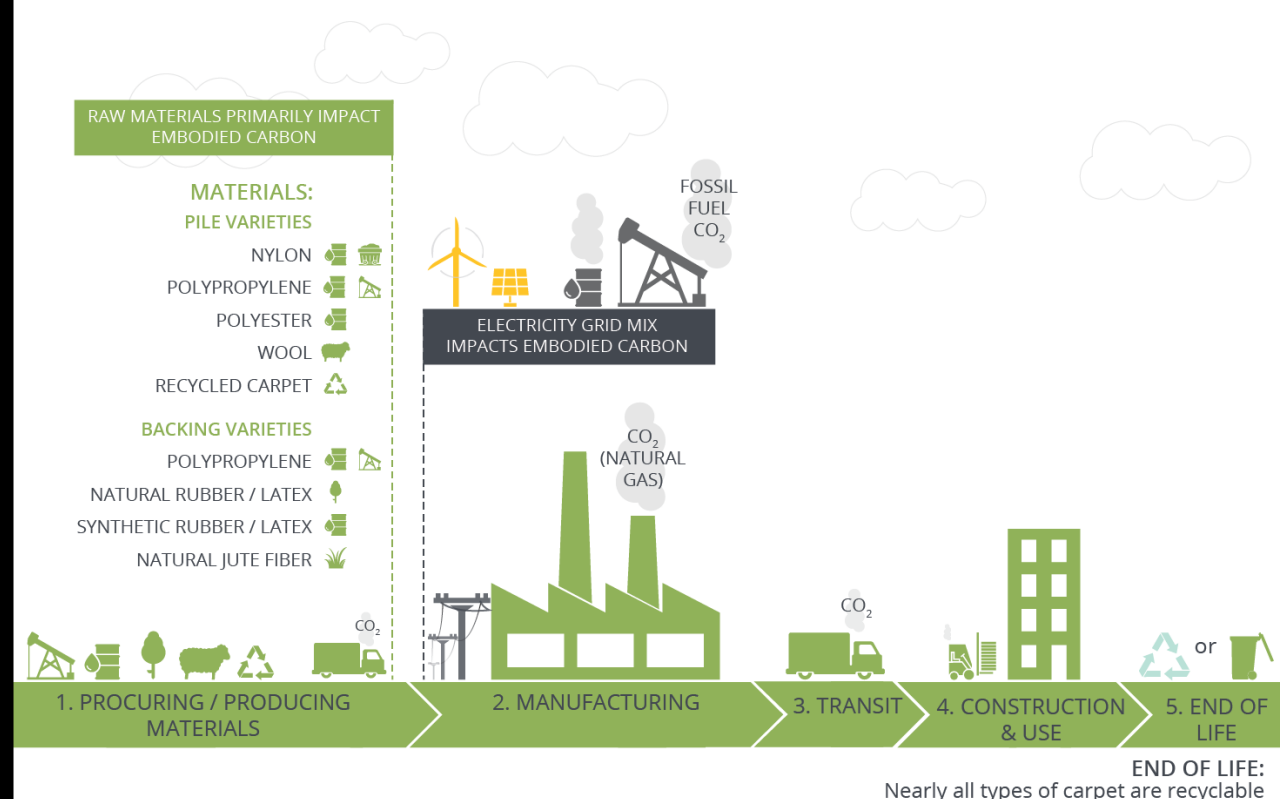 RAW MATERIALS PRIMARILY IMPACT
EMBODIED CARBON
MATERIALS:
PILE VARIETIES
NYLON
POLYPROPYLENE
POLYESTER
WOOL
RECYCLED CARPET
BACKING VARIETIES
POLYPROPYLENE
NATURAL RUBBER / LATEX
SYNTHETIC RUBBER / LATEX
NATURAL JUTE FIBER
CO₂
FOSSIL
FUEL
CO₂
ELECTRICITY GRID MIX
IMPACTS EMBODIED CARBON
CO₂
(NATURAL
GAS)
CO₂
or
1. PROCURING / PRODUCING
MATERIALS
2. MANUFACTURING
3. TRANSIT
4. CONSTRUCTION
& USE
5. END OF
LIFE
END OF LIFE:
Nearly all types of carpet are recyclable